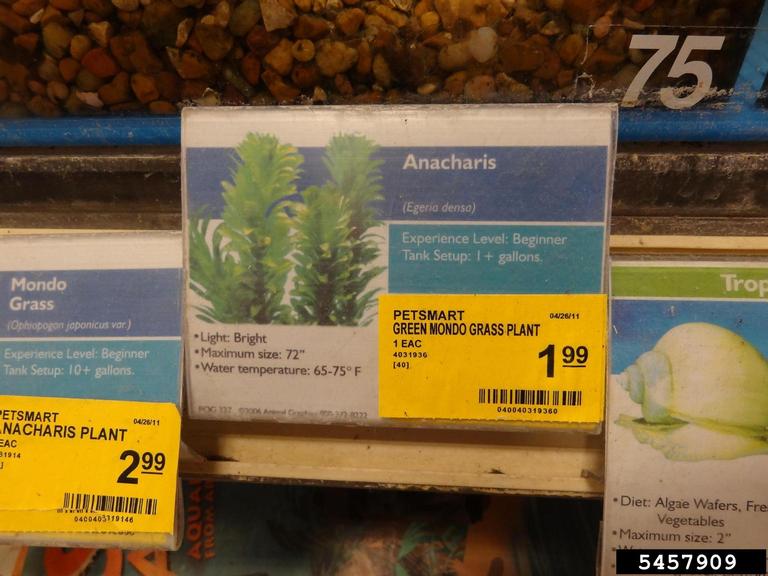 75
Anacharis
(Egeria densa)
Experience Level: Beginner
Tank Setup: 1+ gallons.
•Light: Bright
•Maximum size: 72"
•Water temperature: 65-75° F
PETSMART 04/26/11
GREEN MONDO GRASS PLANT
1 EAC
4031936
[40]
1.99
040040319360
Mondo
Grass
(Ophiopogon japonicus var.)
Experience Level: Beginner
Tank Setup: 10+ gallons.
PETSMART 04/26/11
ANACHARIS PLANT
EAC
31914
2.99
040040319146
Trop
•Diet: Algae Wafers, Fre
Vegetables
•Maximum size: 2"
5457909